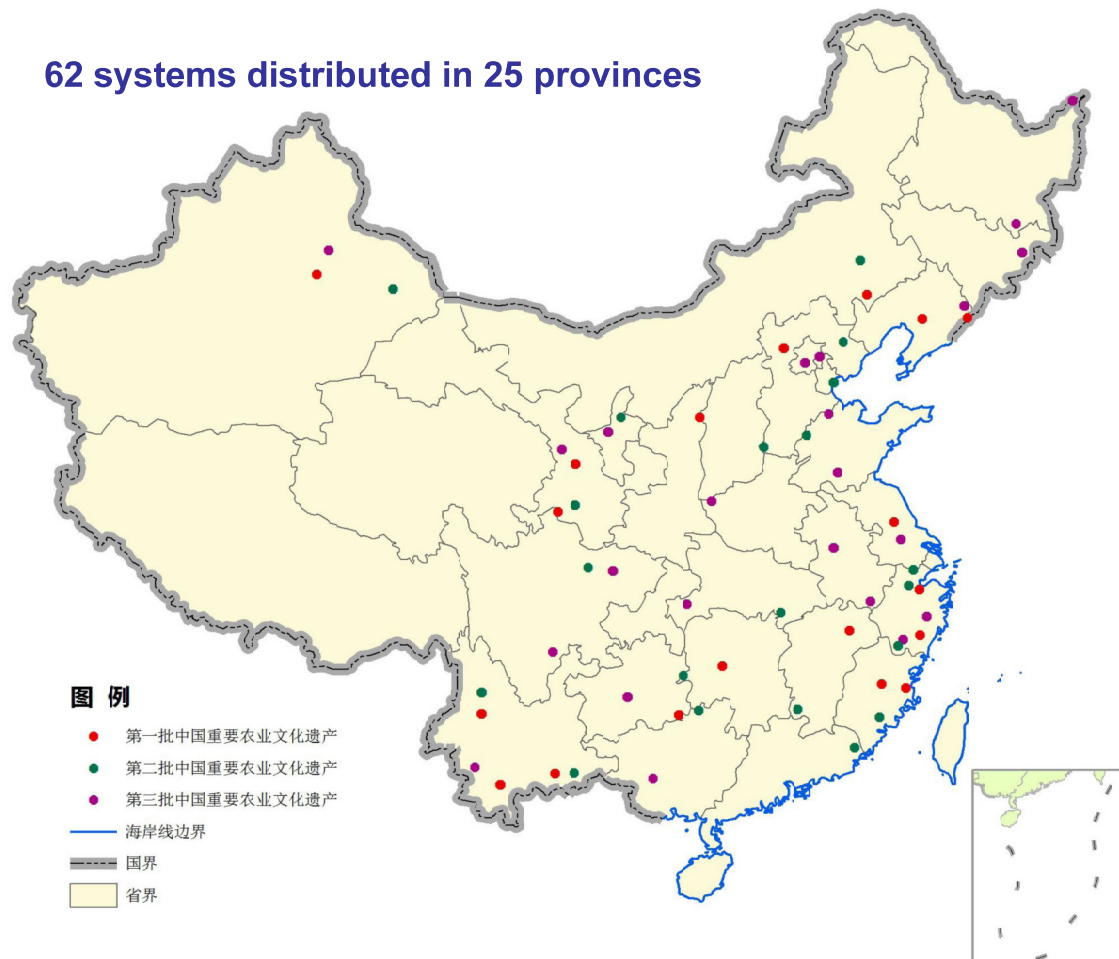 62 systems distributed in 25 provinces
图 例
第一批中国重要农业文化遗产
第二批中国重要农业文化遗产
第三批中国重要农业文化遗产
海岸线边界
国界
省界